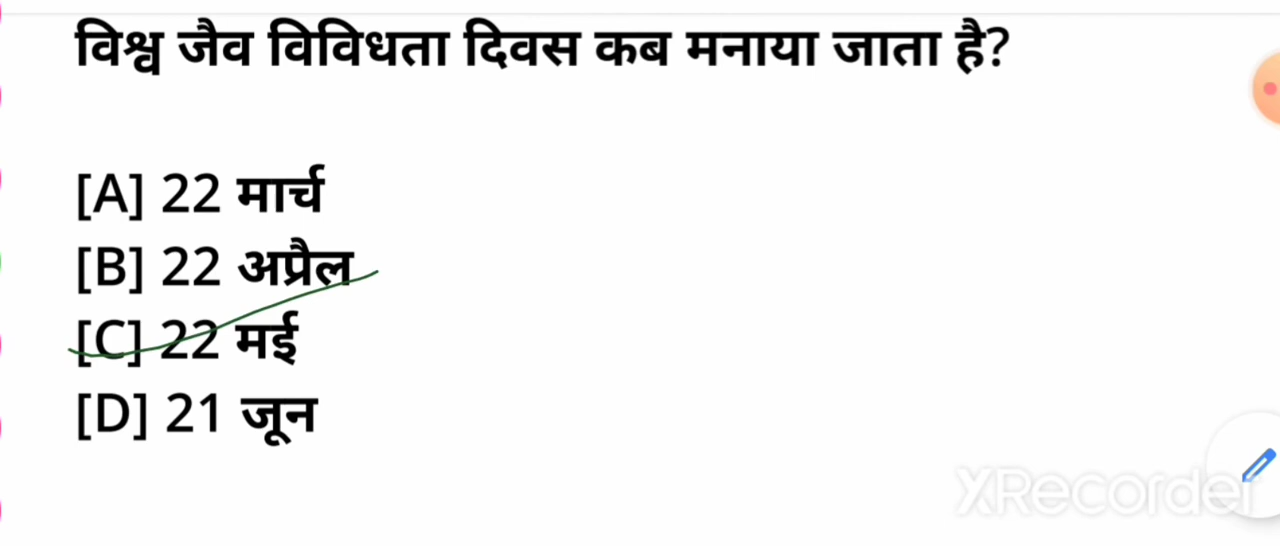 विश्व जैव विविधता दिवस कब मनाया जाता है?
[A] 22 मार्च
[B] 22 अप्रैल
[C] 22 मई
[D] 21 जून
XRecorder